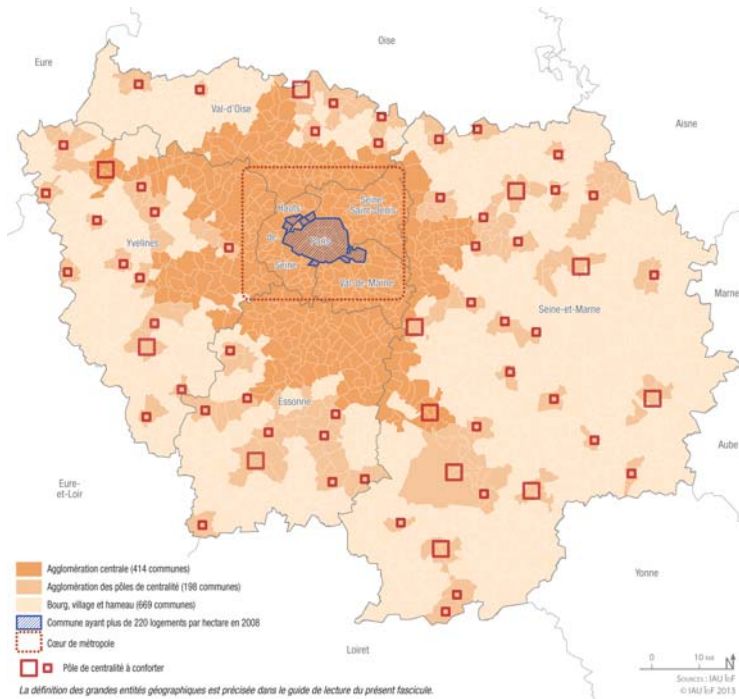 Oise
Eure
Aisne
Val-d'Oise
Hauts
de
Seine
Seine-
Saint-Denis
Paris
Yvelines
Val-de-Marne
Marne
Seine-et-Marne
Essonne
Aube
Eure-
et-Loir
Yonne
Loiret
Agglomération centrale (414 communes)
Agglomération des pôles de centralité (198 communes)
Bourg, village et hameau (669 communes)
Commune ayant plus de 220 logements par hectare en 2008
Cœur de métropole
Pôle de centralité à conforter
0 10 KM N
SOURCES : IAU îdF
© IAU îdF 2013
La définition des grandes entités géographiques est précisée dans le guide de lecture du présent fascicule.